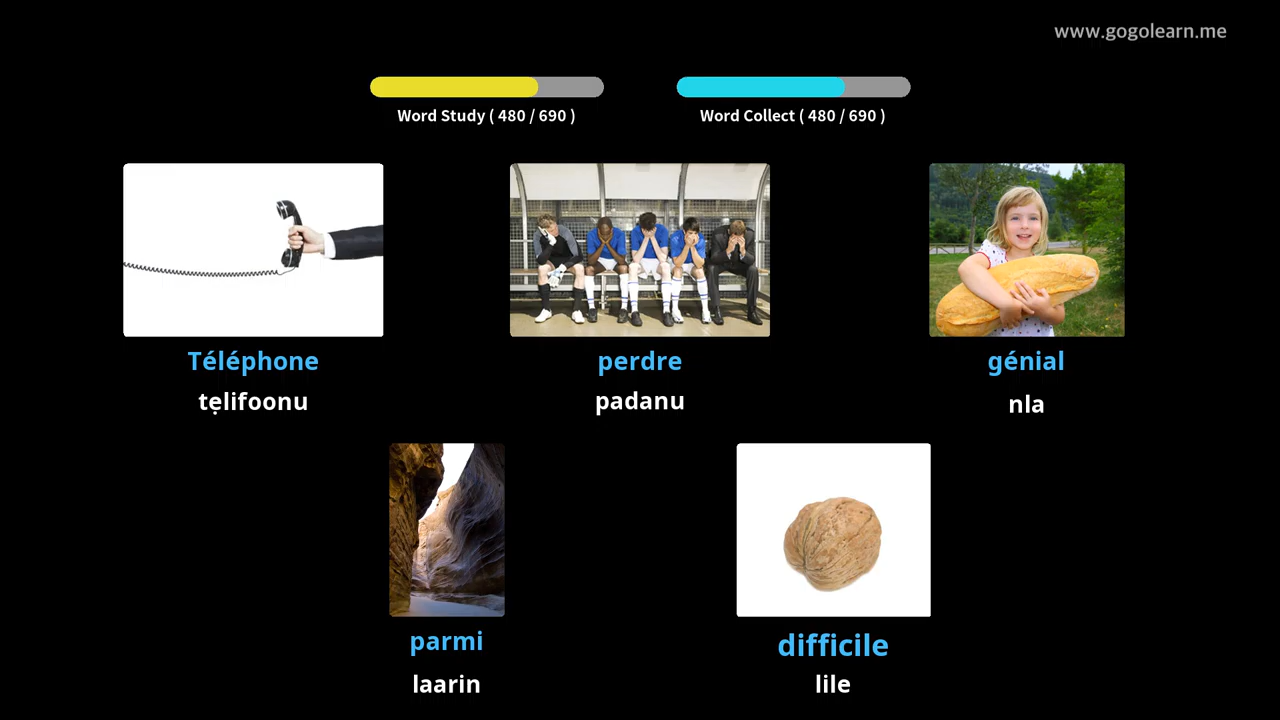 www.gogolearn.me
Word Study ( 480 / 690 )
Word Collect ( 480 / 690 )
Téléphone
tẹlifoonu
perdre
padanu
génial
nla
parmi
laarin
difficile
lile